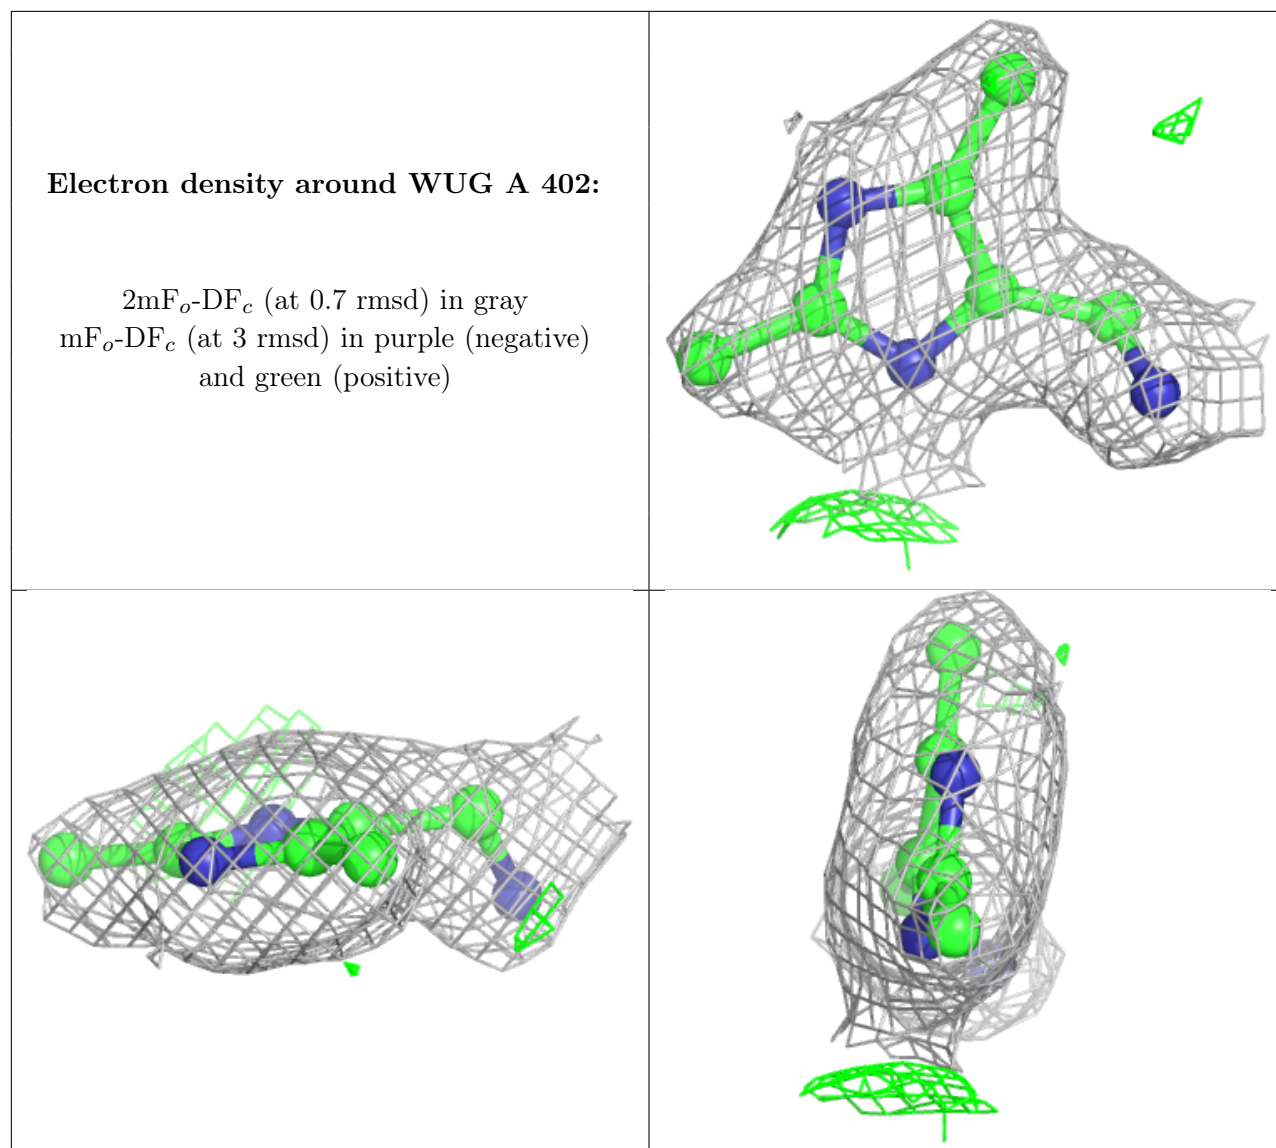 Electron density around WUG A 402:
2mFo-DFc (at 0.7 rmsd) in gray
mFo-DFc (at 3 rmsd) in purple (negative)
and green (positive)